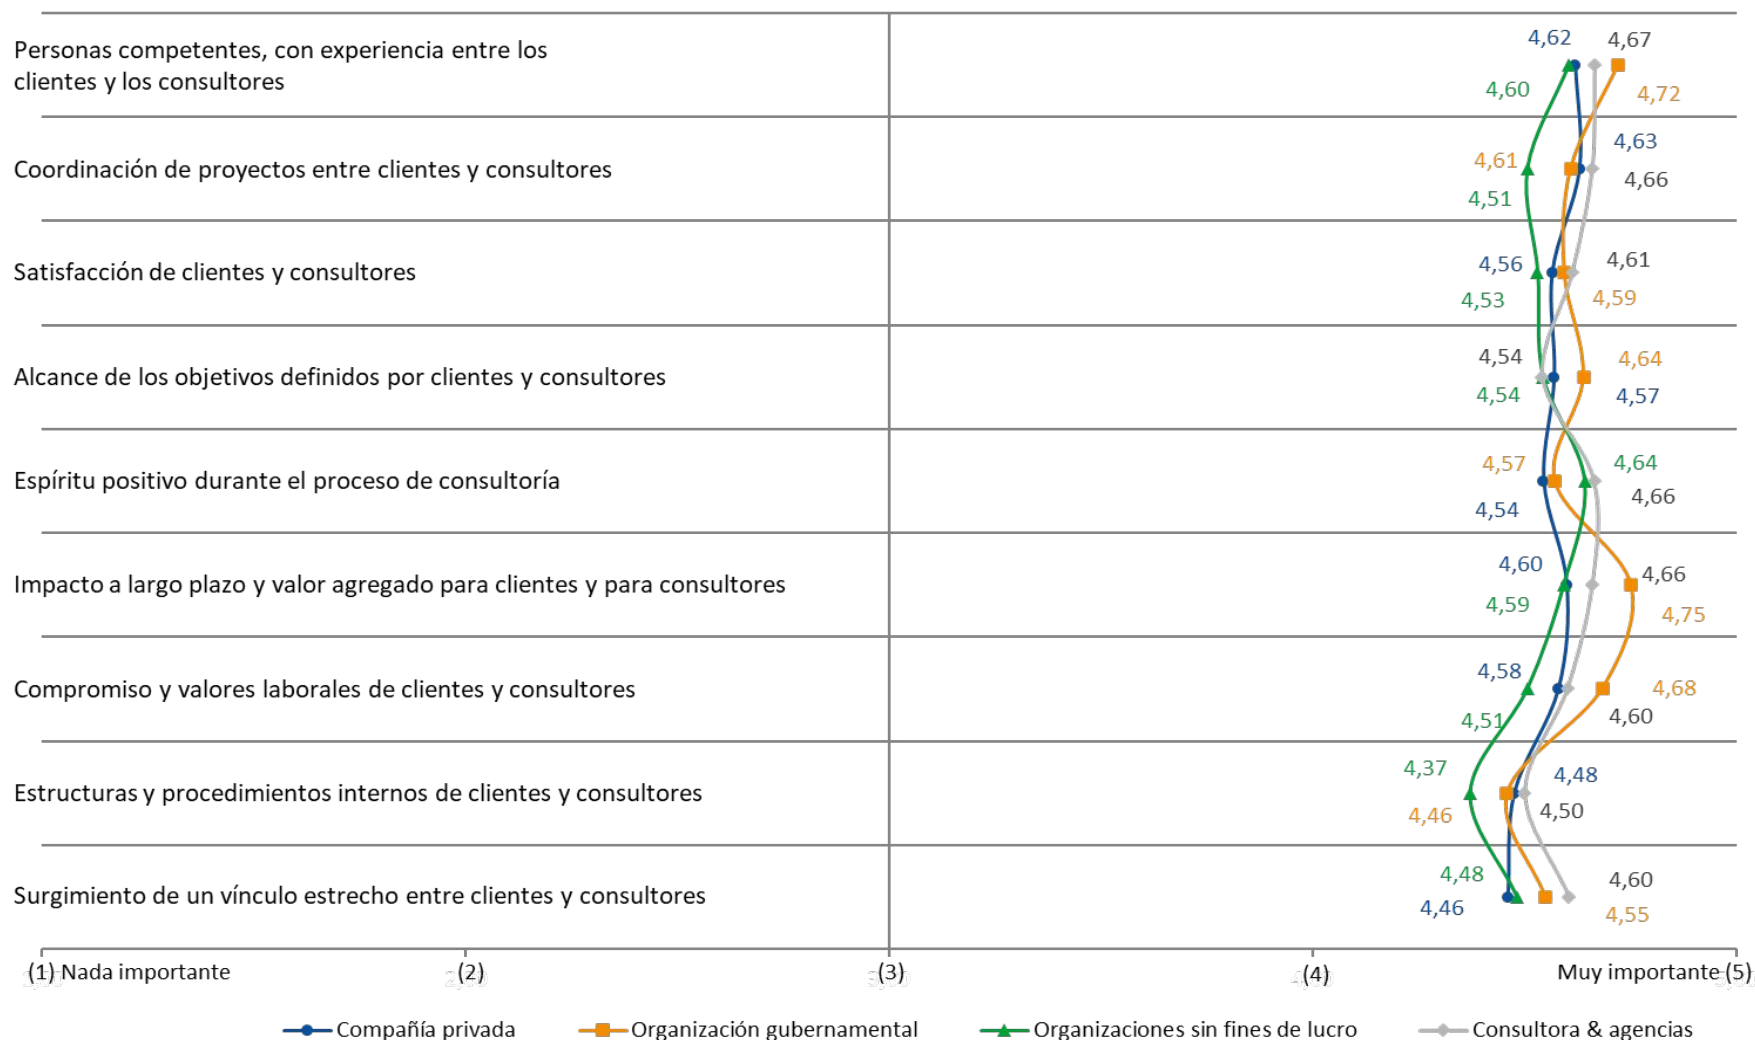 4,62 4,67
Personas competentes, con experiencia entre los
clientes y los consultores
4,60 4,72
4,63
Coordinación de proyectos entre clientes y consultores
4,61
4,66
4,51
Satisfacción de clientes y consultores
4,56 4,61
4,53 4,59
4,54 4,64
Alcance de los objetivos definidos por clientes y consultores
4,54 4,57
4,57 4,64
Espíritu positivo durante el proceso de consultoría
4,66
4,54
4,60 4,66
Impacto a largo plazo y valor agregado para clientes y para consultores
4,59 4,75
4,58 4,68
Compromiso y valores laborales de clientes y consultores
4,51 4,60
4,37 4,48
Estructuras y procedimientos internos de clientes y consultores
4,46 4,50
4,48 4,60
Surgimiento de un vínculo estrecho entre clientes y consultores
4,46 4,55
(1) Nada importante (2) (3) (4) Muy importante (5)
Compañía privada Organización gubernamental Organizaciones sin fines de lucro Consultora & agencias